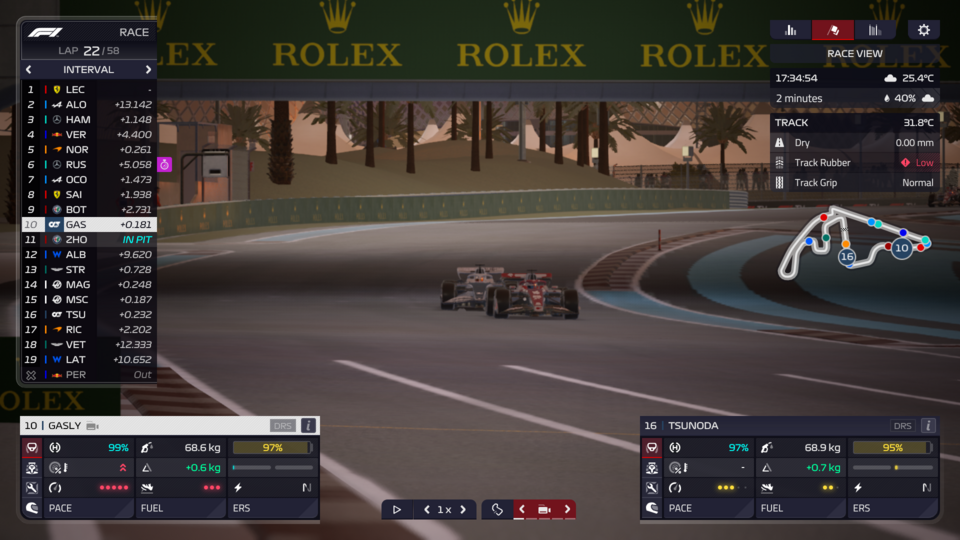 ROLEX ROLEX ROLEX ROLEX
ROLEX
F1 RACE
LAP 22/58
INTERVAL
1 LEC -
2 ALO +13.142
3 HAM +1.148
4 VER +4.400
5 NOR +0.261
6 RUS +5.058
7 OCO +1.473
8 SAI +1.938
9 BOT +2.731
10 GAS +0.181
11 ZHO IN PIT
12 ALB +9.620
13 STR +0.728
14 MAG +0.248
15 MSC +0.187
16 TSU +0.232
17 RIC +2.202
18 VET +12.333
19 LAT +10.652
PER Out
RACE VIEW
17:34:54 25.4°C
2 minutes 40%
TRACK 31.8°C
Dry 0.00 mm
Track Rubber Low
Track Grip Normal
16 10
10 GASLY DRS i
H 99% 68.6 kg 97%
+0.6 kg
N
PACE FUEL ERS
1x
16 TSUNODA DRS i
H 97% 68.9 kg 95%
- +0.7 kg
N
PACE FUEL ERS